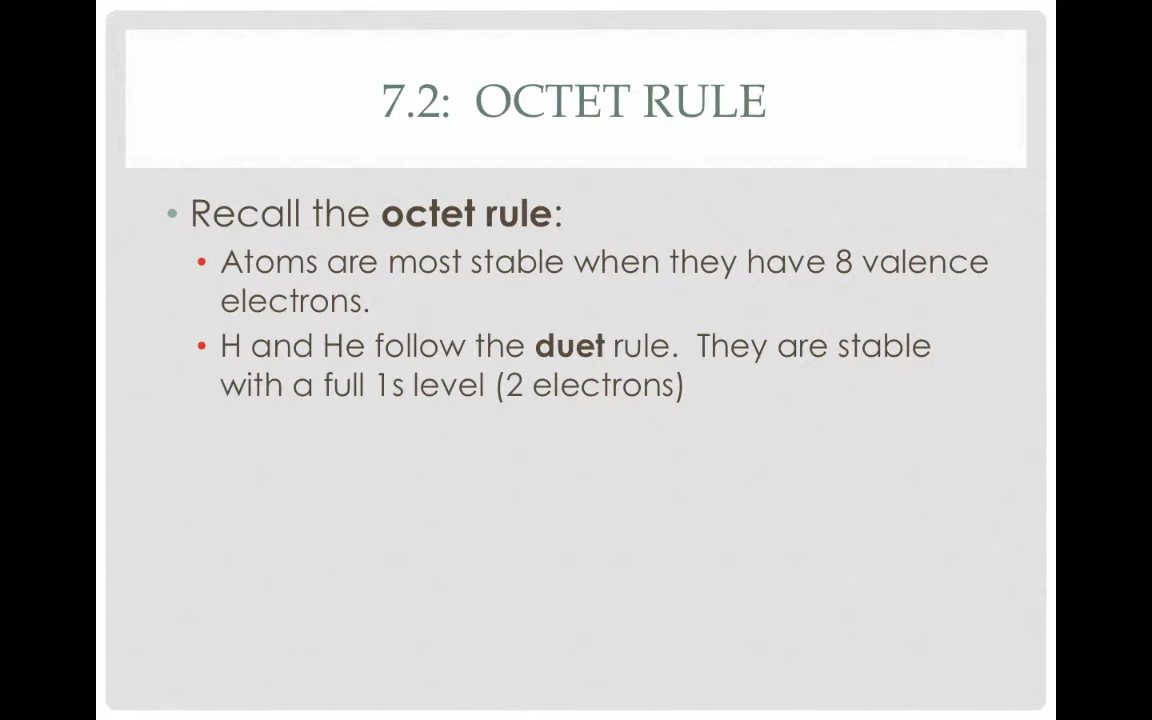 7.2: OCTET RULE
• Recall the octet rule:
• Atoms are most stable when they have 8 valence
electrons.
• H and He follow the duet rule. They are stable
with a full 1s level (2 electrons)